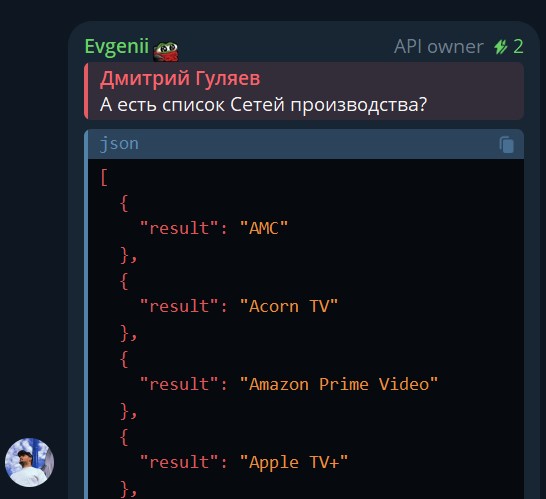 Evgenii API owner 2
Дмитрий Гуляев
А есть список Сетей производства?
json
[
{
"result": "AMC"
},
{
"result": "Acorn TV"
},
{
"result": "Amazon Prime Video"
},
{
"result": "Apple TV+"
},